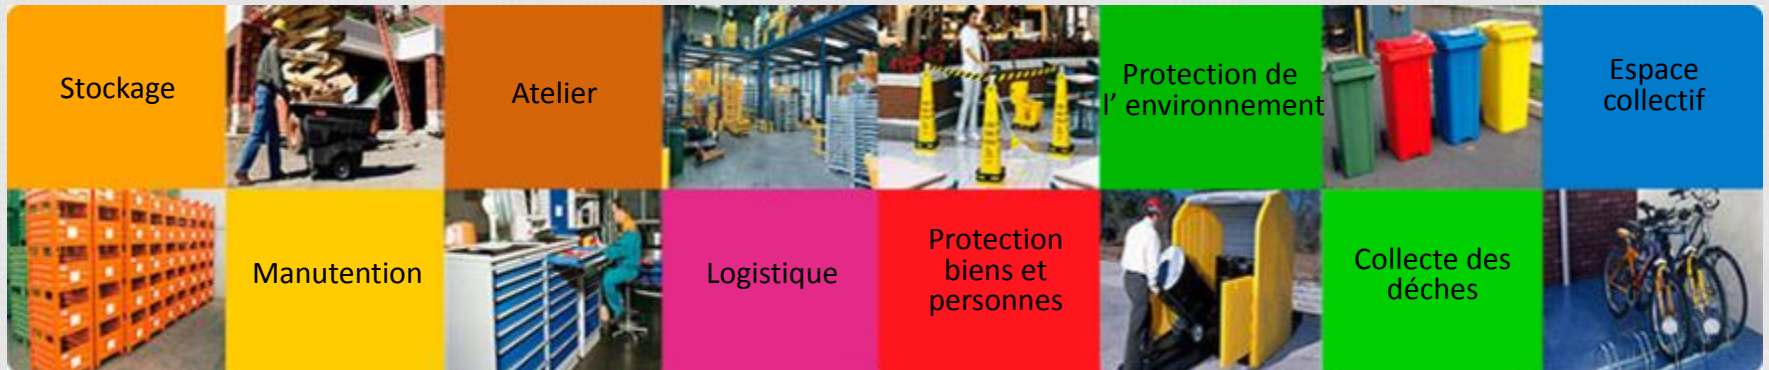 Stockage
Atelier
Protection de
l’ environnement
Espace
collectif
Manutention
Logistique
Protection
biens et
personnes
Collecte des
déches